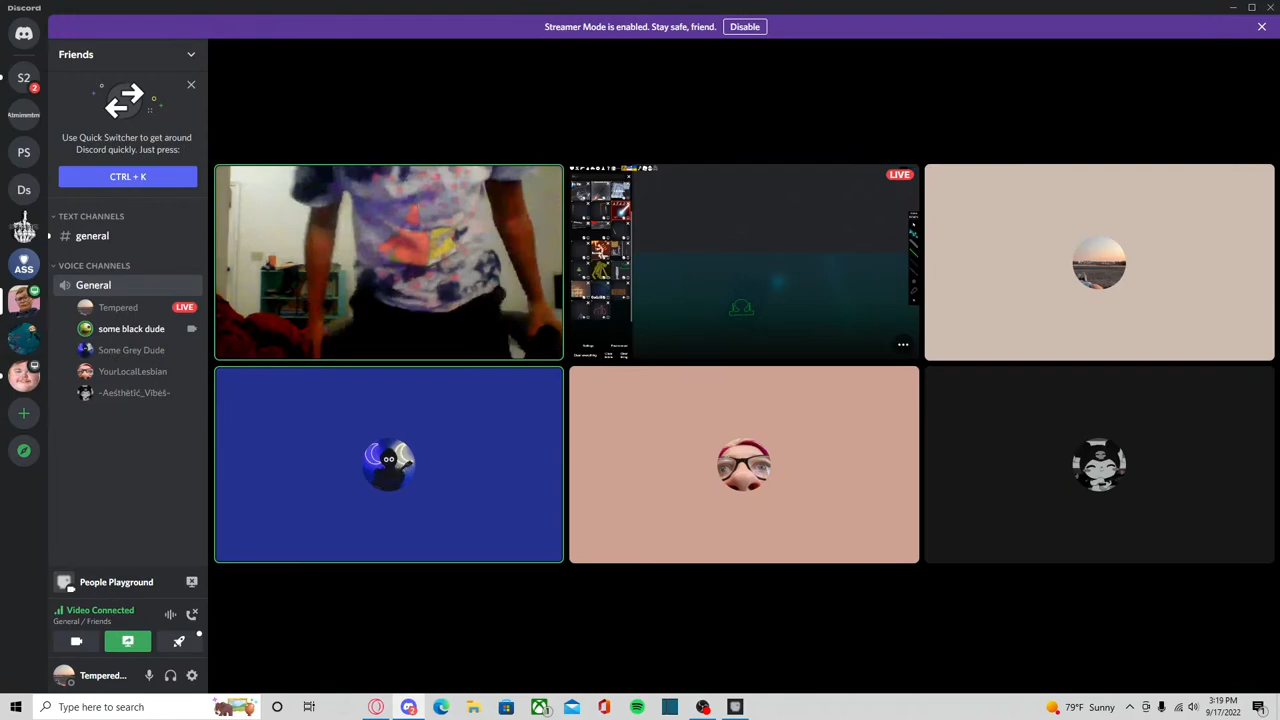 Discord
Streamer Mode is enabled. Stay safe, friend.
Disable
Friends
S2
2
PS
Ds
ASS
Use Quick Switcher to get around
Discord quickly. Just press:
CTRL + K
TEXT CHANNELS
# general
VOICE CHANNELS
General
Tempered
LIVE
some black dude
Some Grey Dude
YourLocalLesbian
-Aešthětíč_Vïbëš-
LIVE
People Playground
Video Connected
General / Friends
Tempered...
Type here to search
79°F Sunny
3:19 PM
9/17/2022